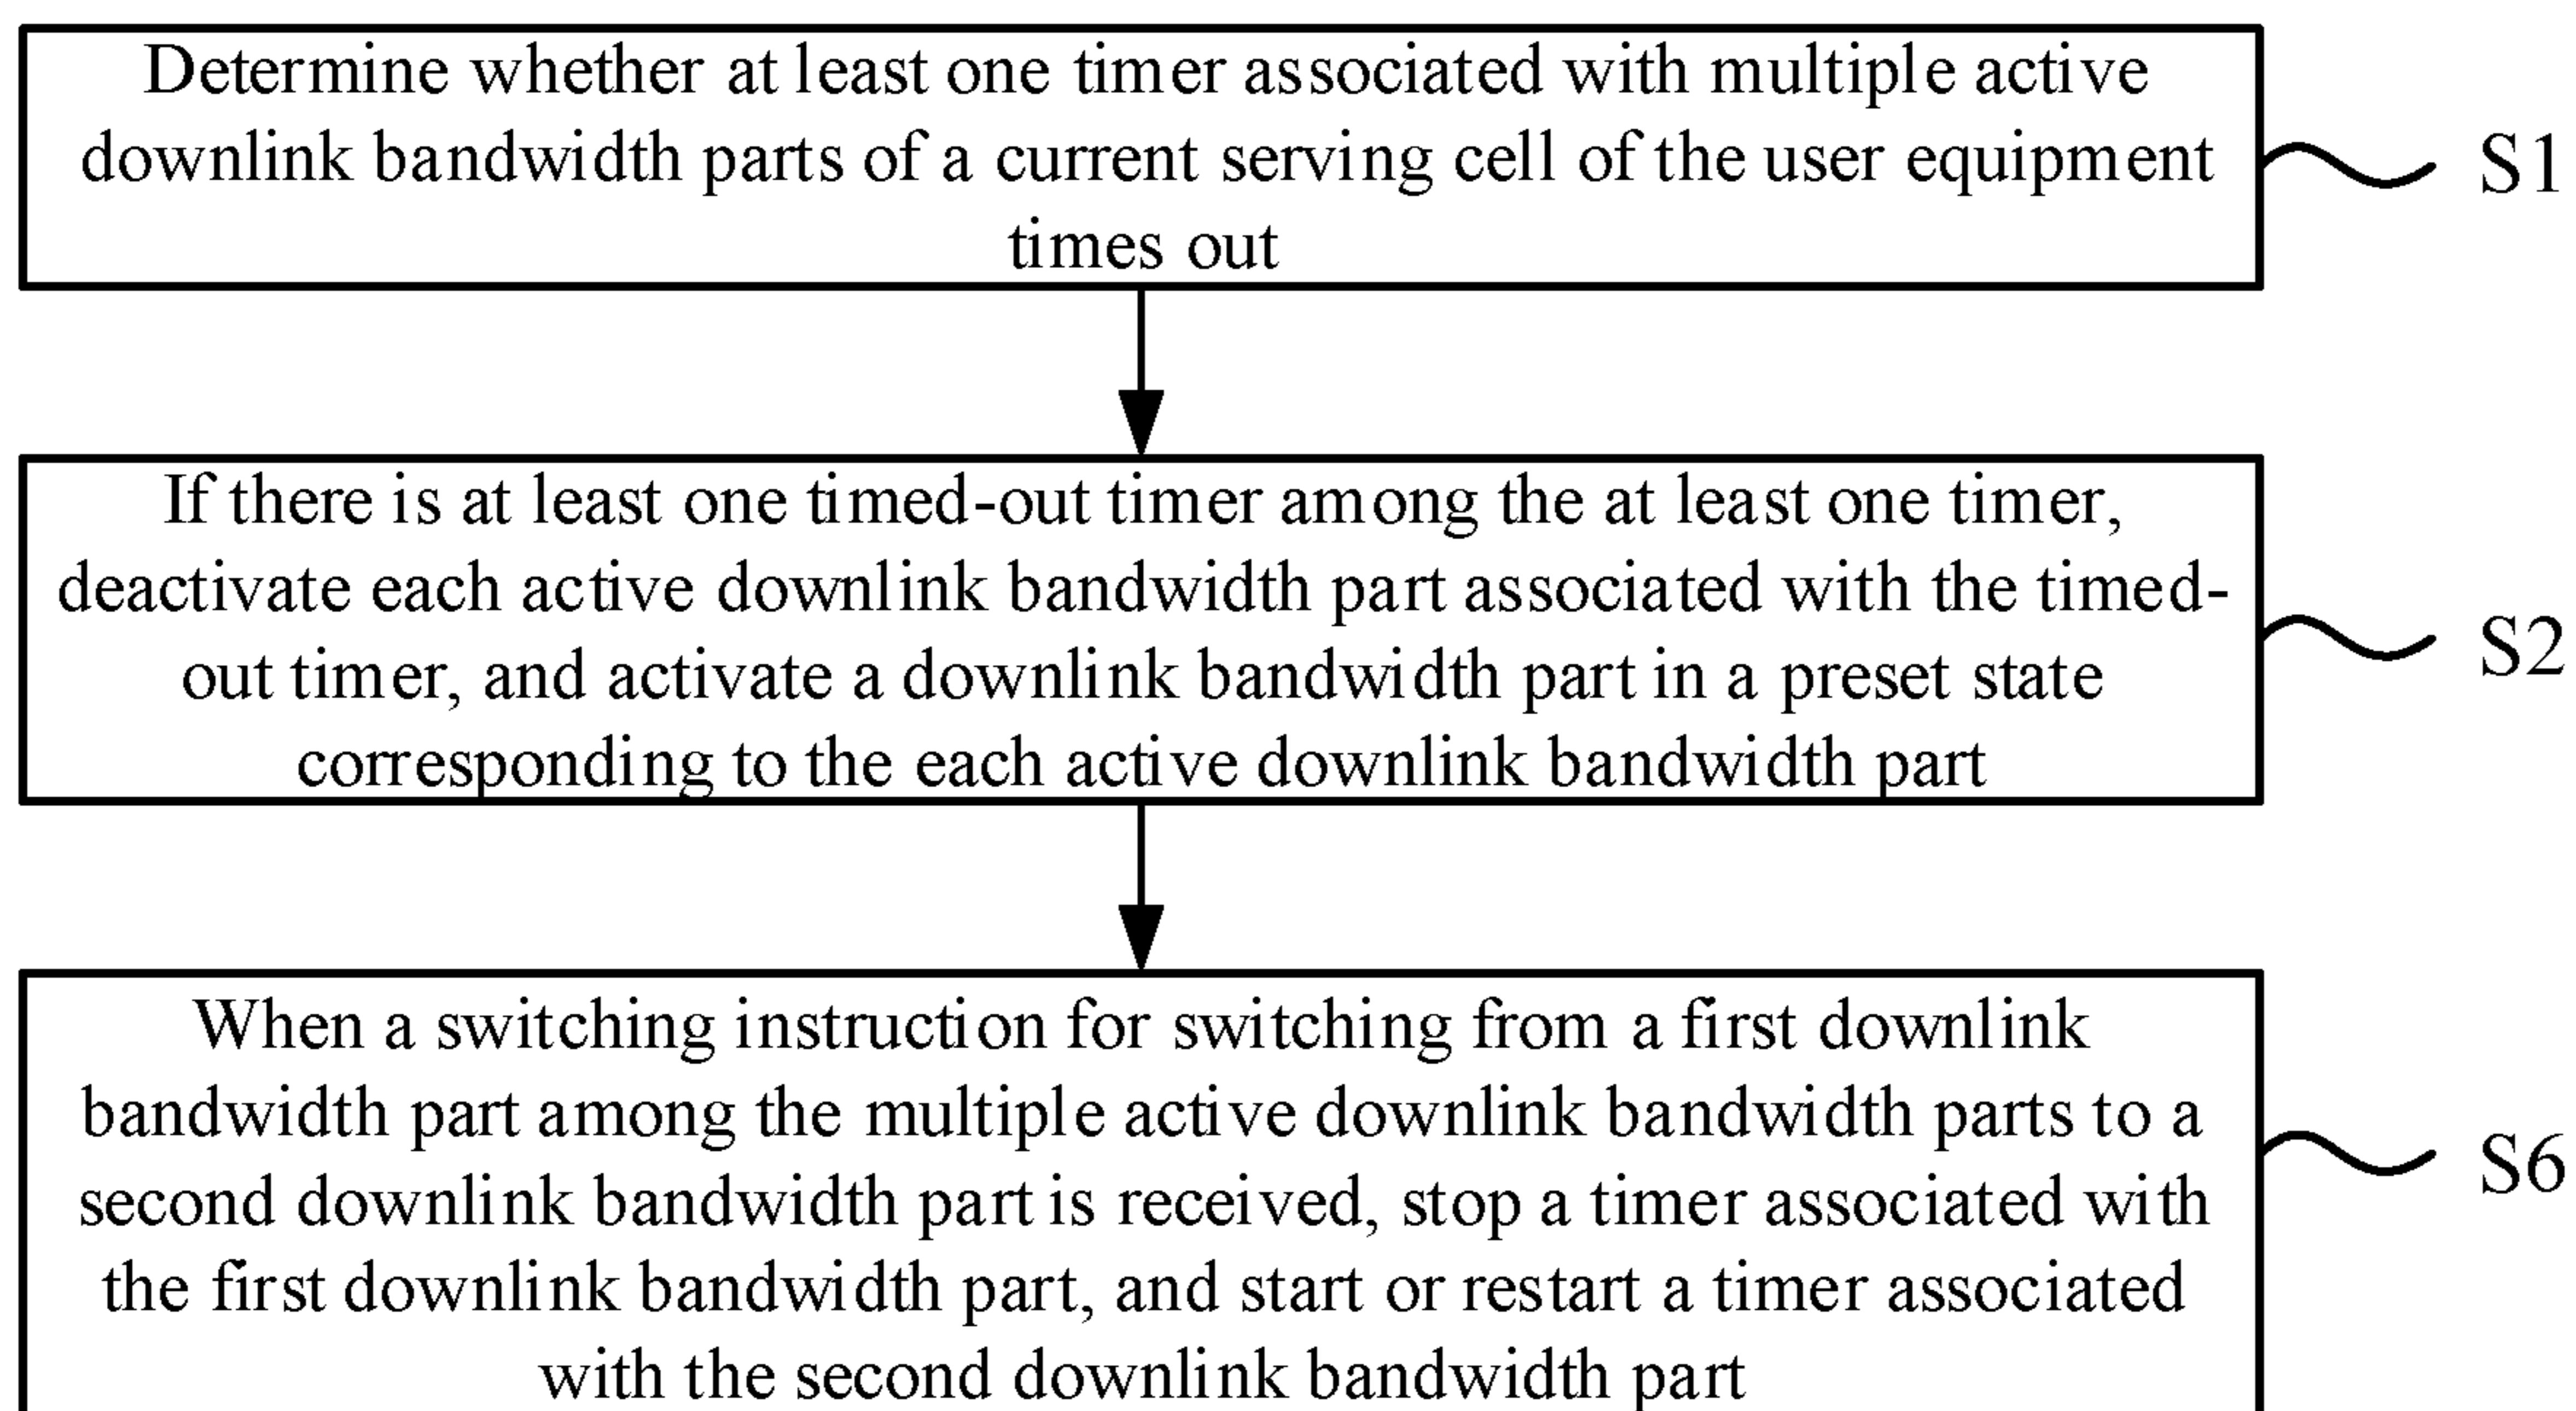 Determine whether at least one timer associated with multiple active
downlink bandwidth parts of a current serving cell of the user equipment
times out
S1
If there is at least one timed-out timer among the at least one timer,
deactivate each active downlink bandwidth part associated with the timed-
out timer, and activate a downlink bandwidth part in a preset state
corresponding to the each active downlink bandwidth part
S2
When a switching instruction for switching from a first downlink
bandwidth part among the multiple active downlink bandwidth parts to a
second downlink bandwidth part is received, stop a timer associated with
the first downlink bandwidth part, and start or restart a timer associated
with the second downlink bandwidth part
S6